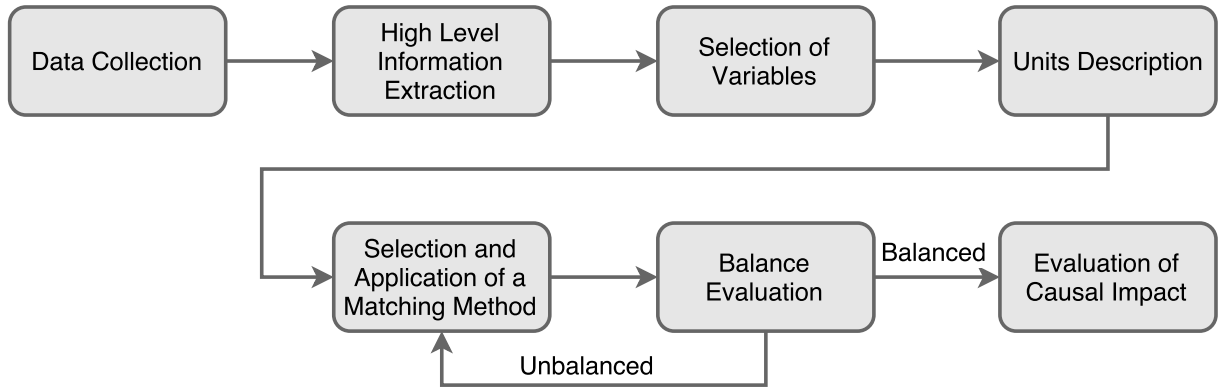 Data Collection
High Level
Information
Extraction
Selection of
Variables
Units Description
Selection and
Application of a
Matching Method
Balance
Evaluation
Balanced
Evaluation of
Causal Impact
Unbalanced